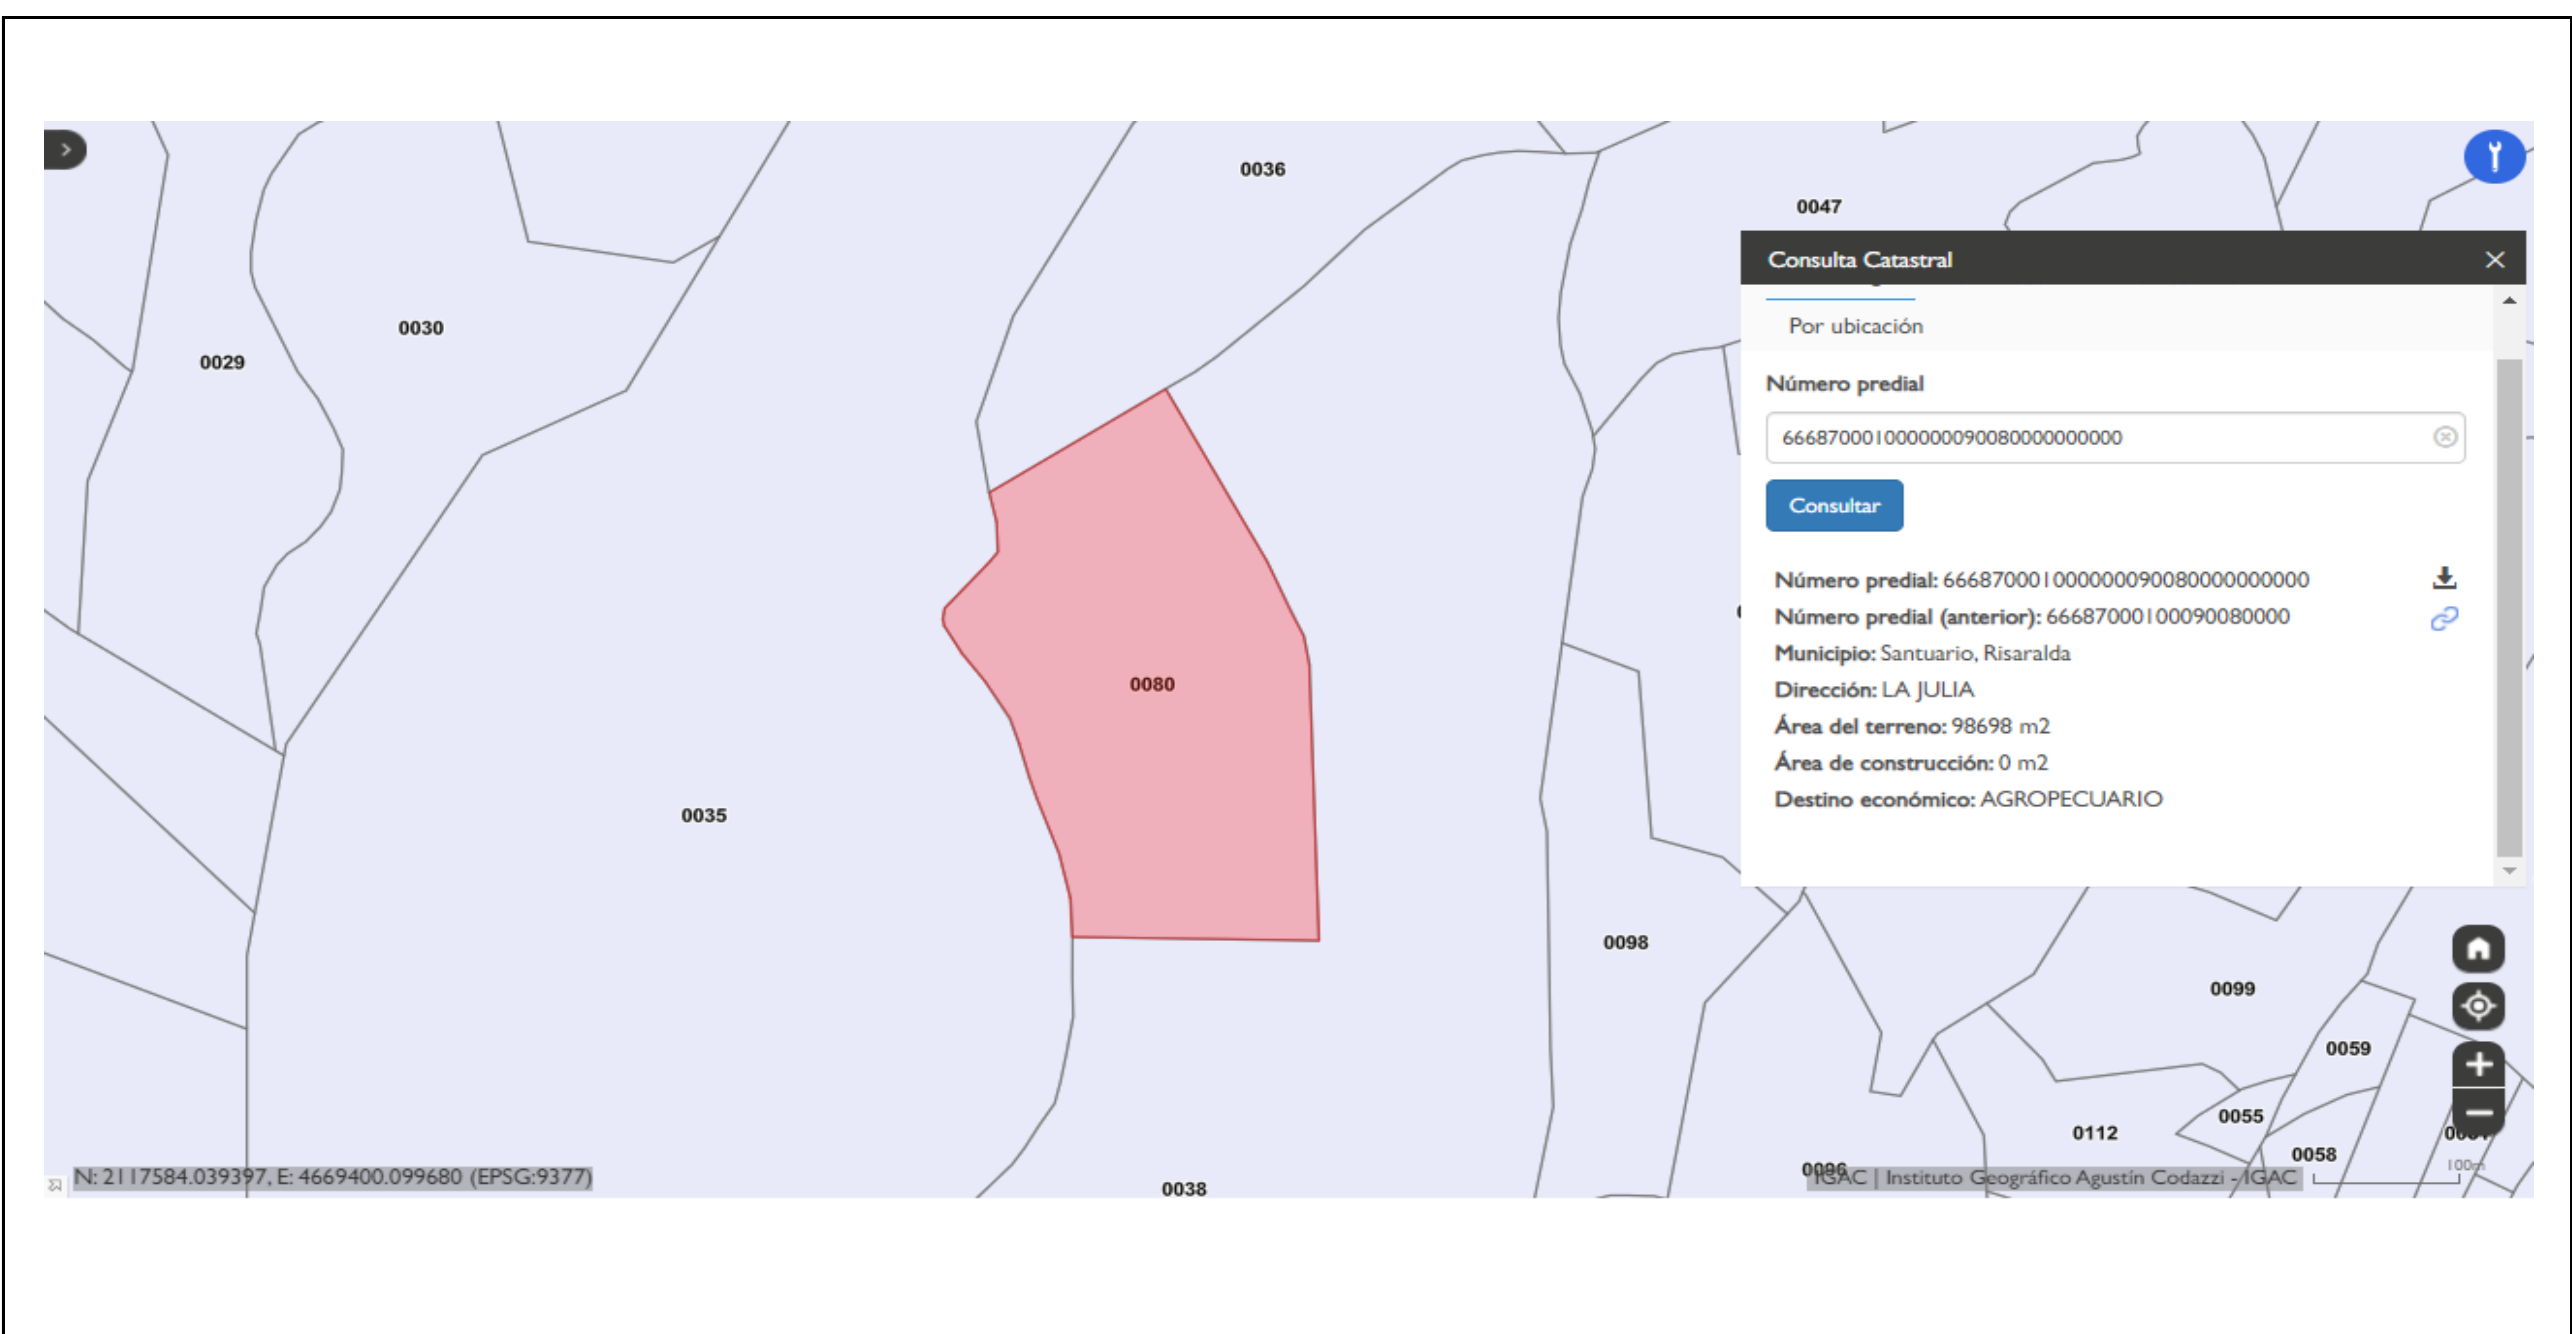 0036
0047
0030
0029
Consulta Catastral
Por ubicación
Número predial
666870001000000090080000000000
Consultar
Número predial: 666870001000000090080000000000
Número predial (anterior): 66687000100090080000
Municipio: Santuario, Risaralda
Dirección: LA JULIA
Área del terreno: 98698 m2
Área de construcción: 0 m2
Destino económico: AGROPECUARIO
0080
0035
0098
0099
0059
0055
0112
0058
0096
0038
N: 2117584.039397, E: 4669400.099680 (EPSG:9377)
IGAC | Instituto Geográfico Agustín Codazzi - IGAC
100m